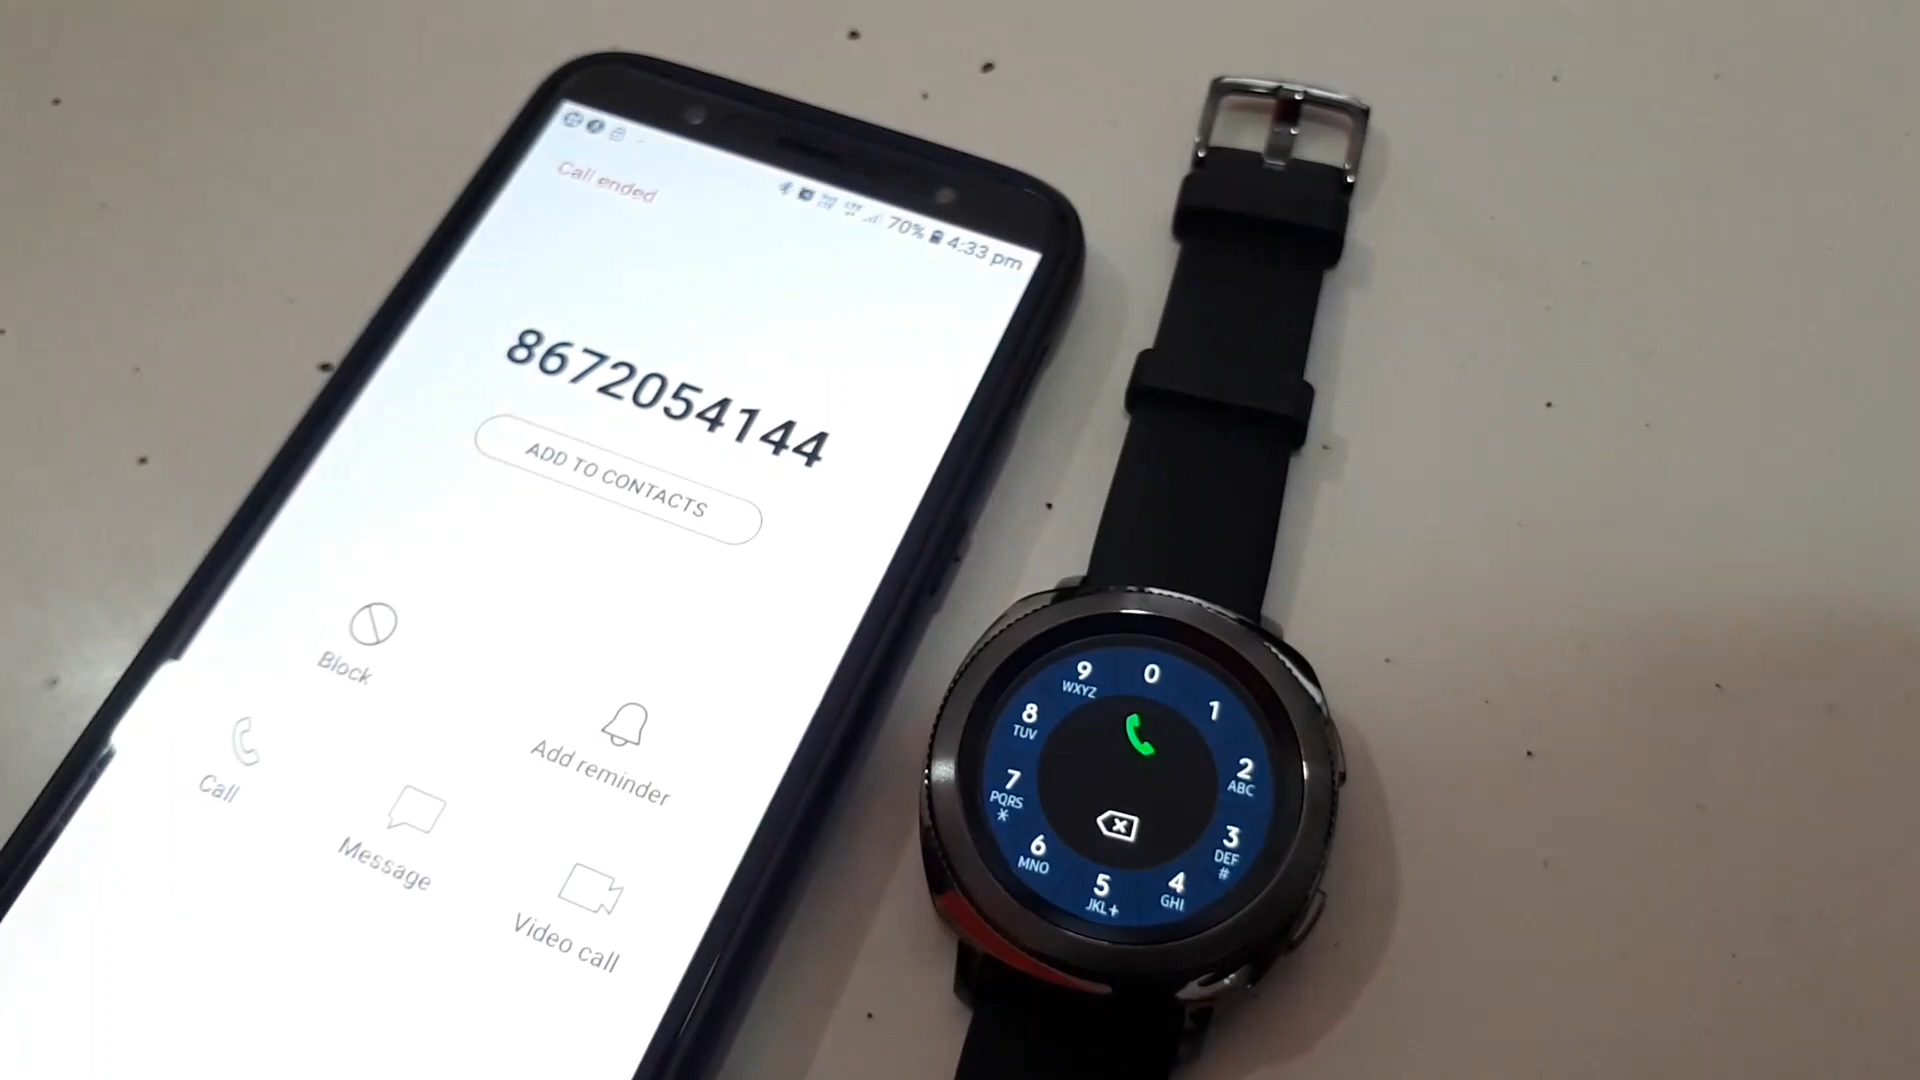 Call ended
70% 4:33 pm
8672054144
ADD TO CONTACTS
Block
Add reminder
Call
Message
Video call
0
1
2
ABC
3
DEF
#
4
GHI
5
JKL+
6
MNO
7
PQRS
*
8
TUV
9
WXYZ